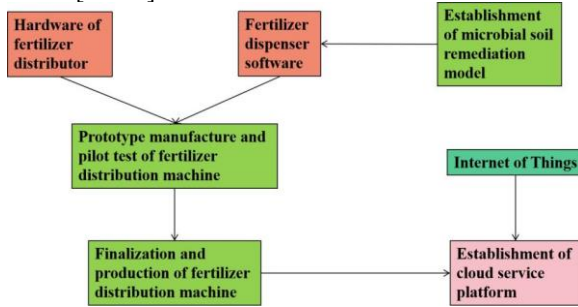 Hardware of
fertilizer
distributor
Fertilizer
dispenser
software
Establishment
of microbial soil
remediation
model
Prototype manufacture and
pilot test of fertilizer
distribution machine
Internet of Things
Finalization and
production of fertilizer
distribution machine
Establishment of
cloud service
platform